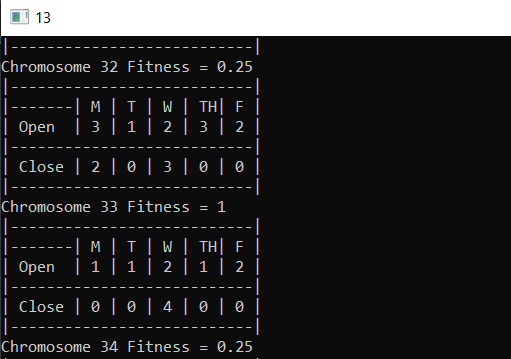 13
|--------------------------|
Chromosome 32 Fitness = 0.25
|--------------------------|
|-------| M | T | W | TH| F |
| Open  | 3 | 1 | 2 | 3 | 2 |
|--------------------------|
| Close | 2 | 0 | 3 | 0 | 0 |
|--------------------------|
Chromosome 33 Fitness = 1
|--------------------------|
|-------| M | T | W | TH| F |
| Open  | 1 | 1 | 2 | 1 | 2 |
|--------------------------|
| Close | 0 | 0 | 4 | 0 | 0 |
|--------------------------|
Chromosome 34 Fitness = 0.25